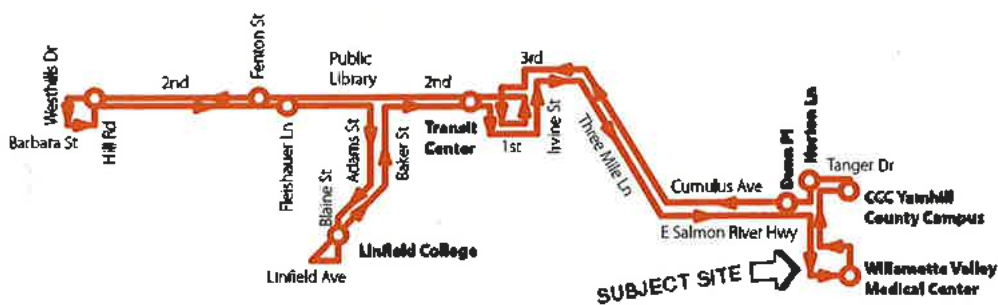 Westhills Dr
Barbara St
Hill Rd
2nd
Fenton St
Fleishauer Ln
Public
Library
Adams St
Baker St
Blaine St
Linfield Ave
Linfield College
2nd
Transit
Center
1st
3rd
Irvine St
Three Mile Ln
Cumulus Ave
E Salmon River Hwy
Dunn Pl
Norton Ln
Tanger Dr
CCC Yamhill
County Campus
Willamette Valley
Medical Center
SUBJECT SITE